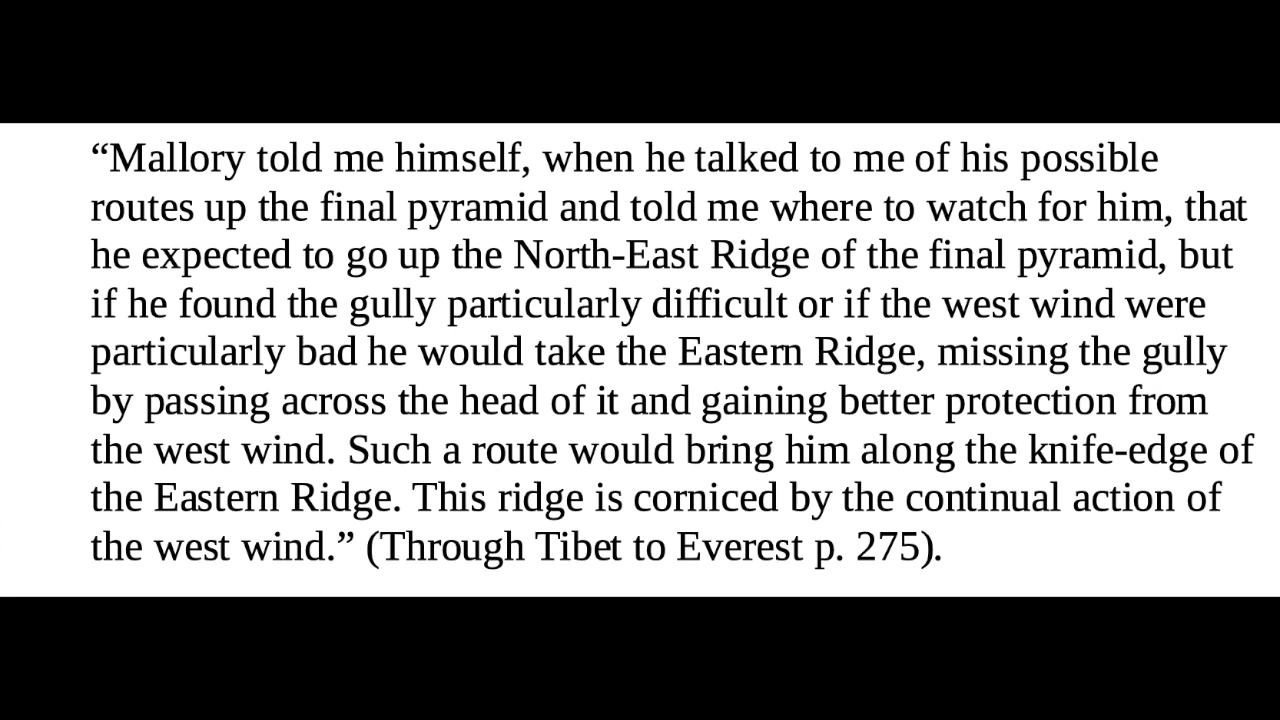 “Mallory told me himself, when he talked to me of his possible
routes up the final pyramid and told me where to watch for him, that
he expected to go up the North-East Ridge of the final pyramid, but
if he found the gully particularly difficult or if the west wind were
particularly bad he would take the Eastern Ridge, missing the gully
by passing across the head of it and gaining better protection from
the west wind. Such a route would bring him along the knife-edge of
the Eastern Ridge. This ridge is corniced by the continual action of
the west wind.” (Through Tibet to Everest p. 275).